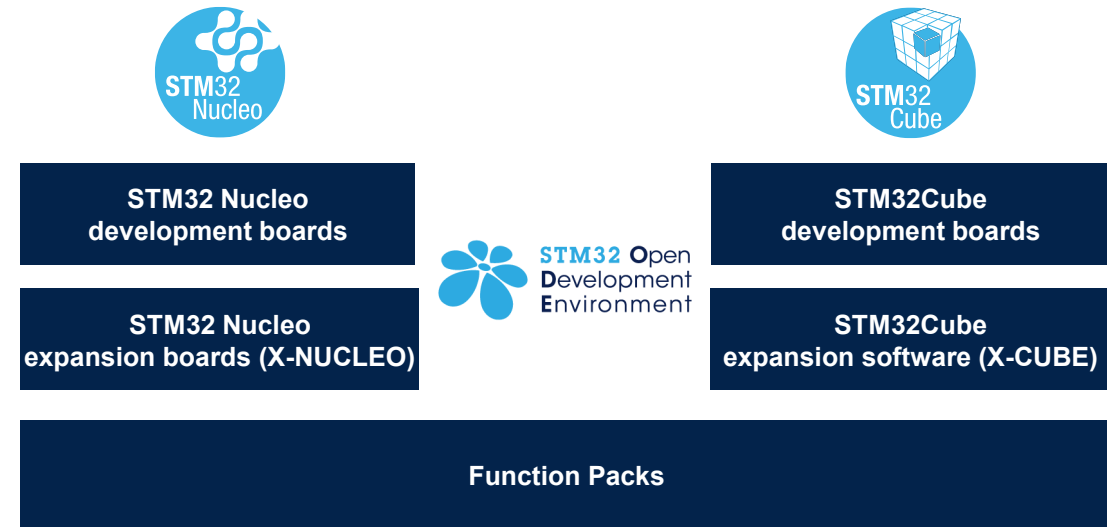 STM32
Nucleo
STM32
Cube
STM32 Nucleo
development boards
STM32Cube
development boards
STM32 Open
Development
Environment
STM32 Nucleo
expansion boards (X-NUCLEO)
STM32Cube
expansion software (X-CUBE)
Function Packs